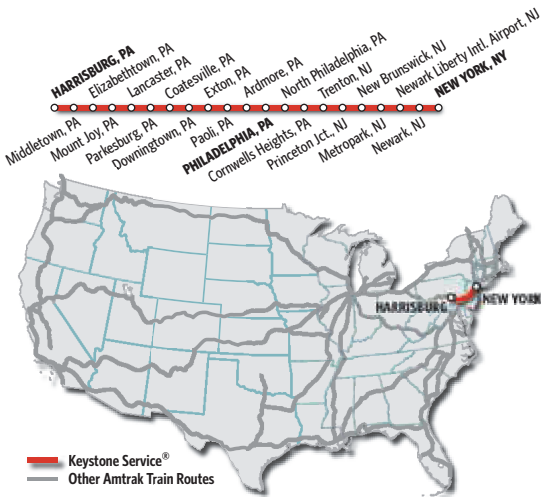 HARRISBURG, PA
Elizabethtown, PA
Lancaster, PA
Coatesville, PA
Exton, PA
Ardmore, PA
North Philadelphia, PA
Trenton, NJ
New Brunswick, NJ
Newark Liberty Intl. Airport, NJ
NEW YORK, NY
Middletown, PA
Mount Joy, PA
Parkesburg, PA
Downingtown, PA
Paoli, PA
PHILADELPHIA, PA
Cornwells Heights, PA
Princeton Jct., NJ
Metropark, NJ
Newark, NJ
HARRISBURG
NEW YORK
Keystone Service®
Other Amtrak Train Routes